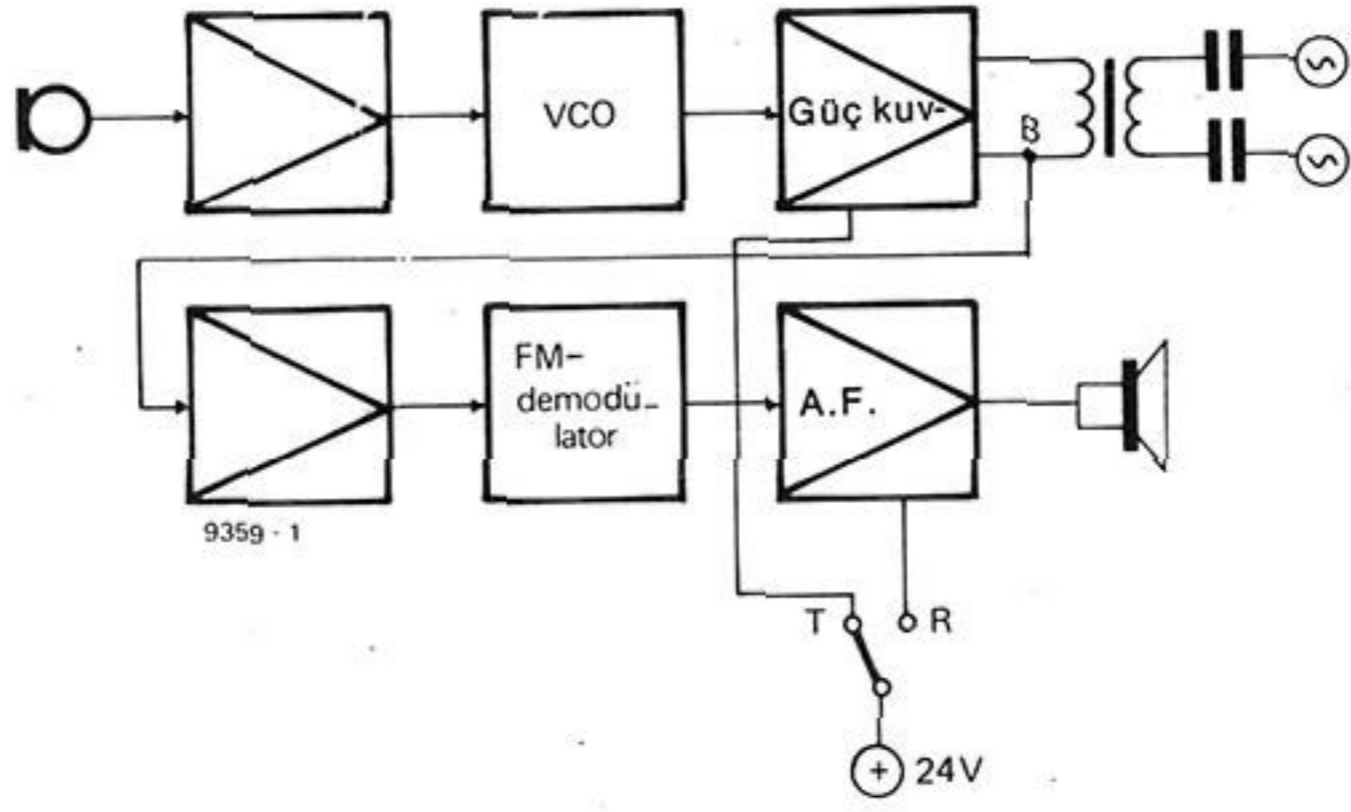 VCO
Güç kuv-
B
FM-
demodü-
lator
A.F.
9359 - 1
T
R
+ 24V